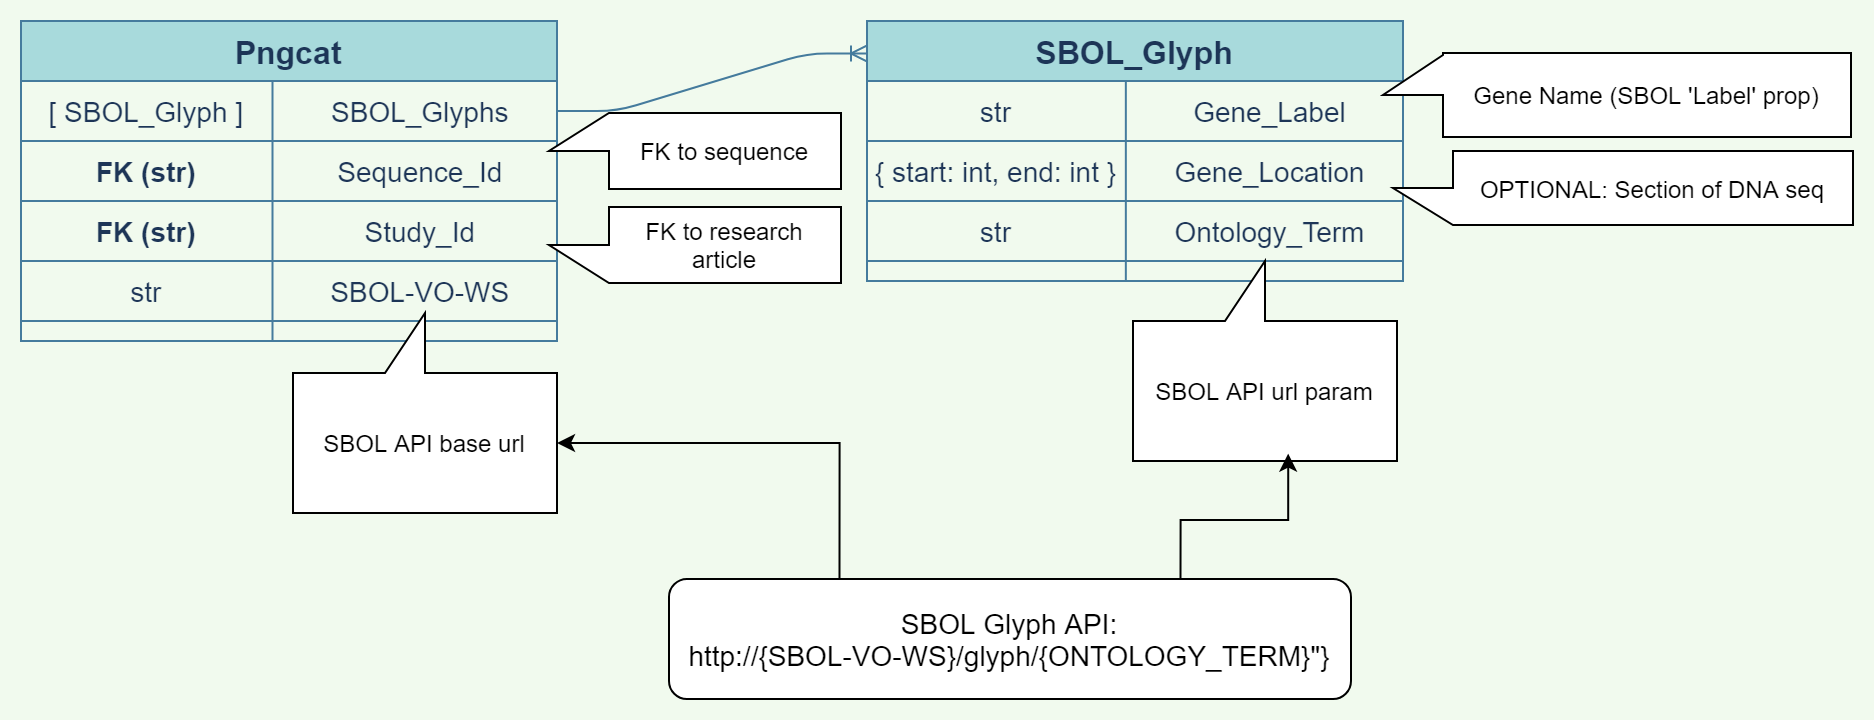 Pngcat
[ SBOL_Glyph ] SBOL_Glyphs
FK (str) Sequence_Id
FK (str) Study_Id
str SBOL-VO-WS
FK to sequence
FK to research
article
SBOL_Glyph
str Gene_Label
{ start: int, end: int } Gene_Location
str Ontology_Term
Gene Name (SBOL 'Label' prop)
OPTIONAL: Section of DNA seq
SBOL API base url
SBOL API url param
SBOL Glyph API:
http://{SBOL-VO-WS}/glyph/{ONTOLOGY_TERM}"}